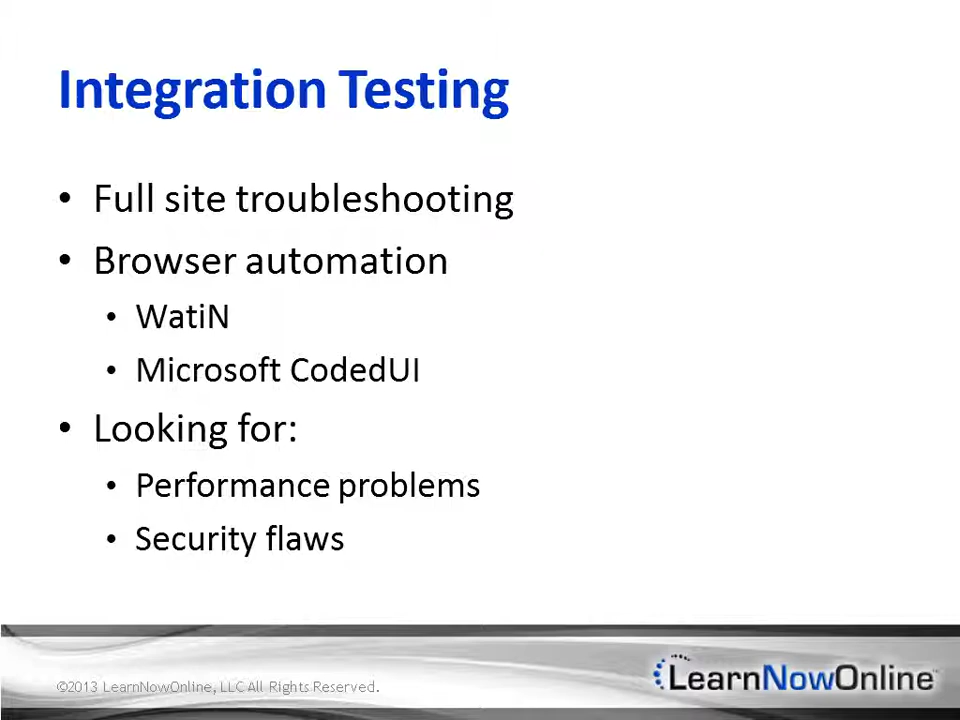 Integration Testing
• Full site troubleshooting
• Browser automation
• WatiN
• Microsoft CodedUI
• Looking for:
• Performance problems
• Security flaws
©2013 LearnNowOnline, LLC All Rights Reserved.
LearnNowOnline™